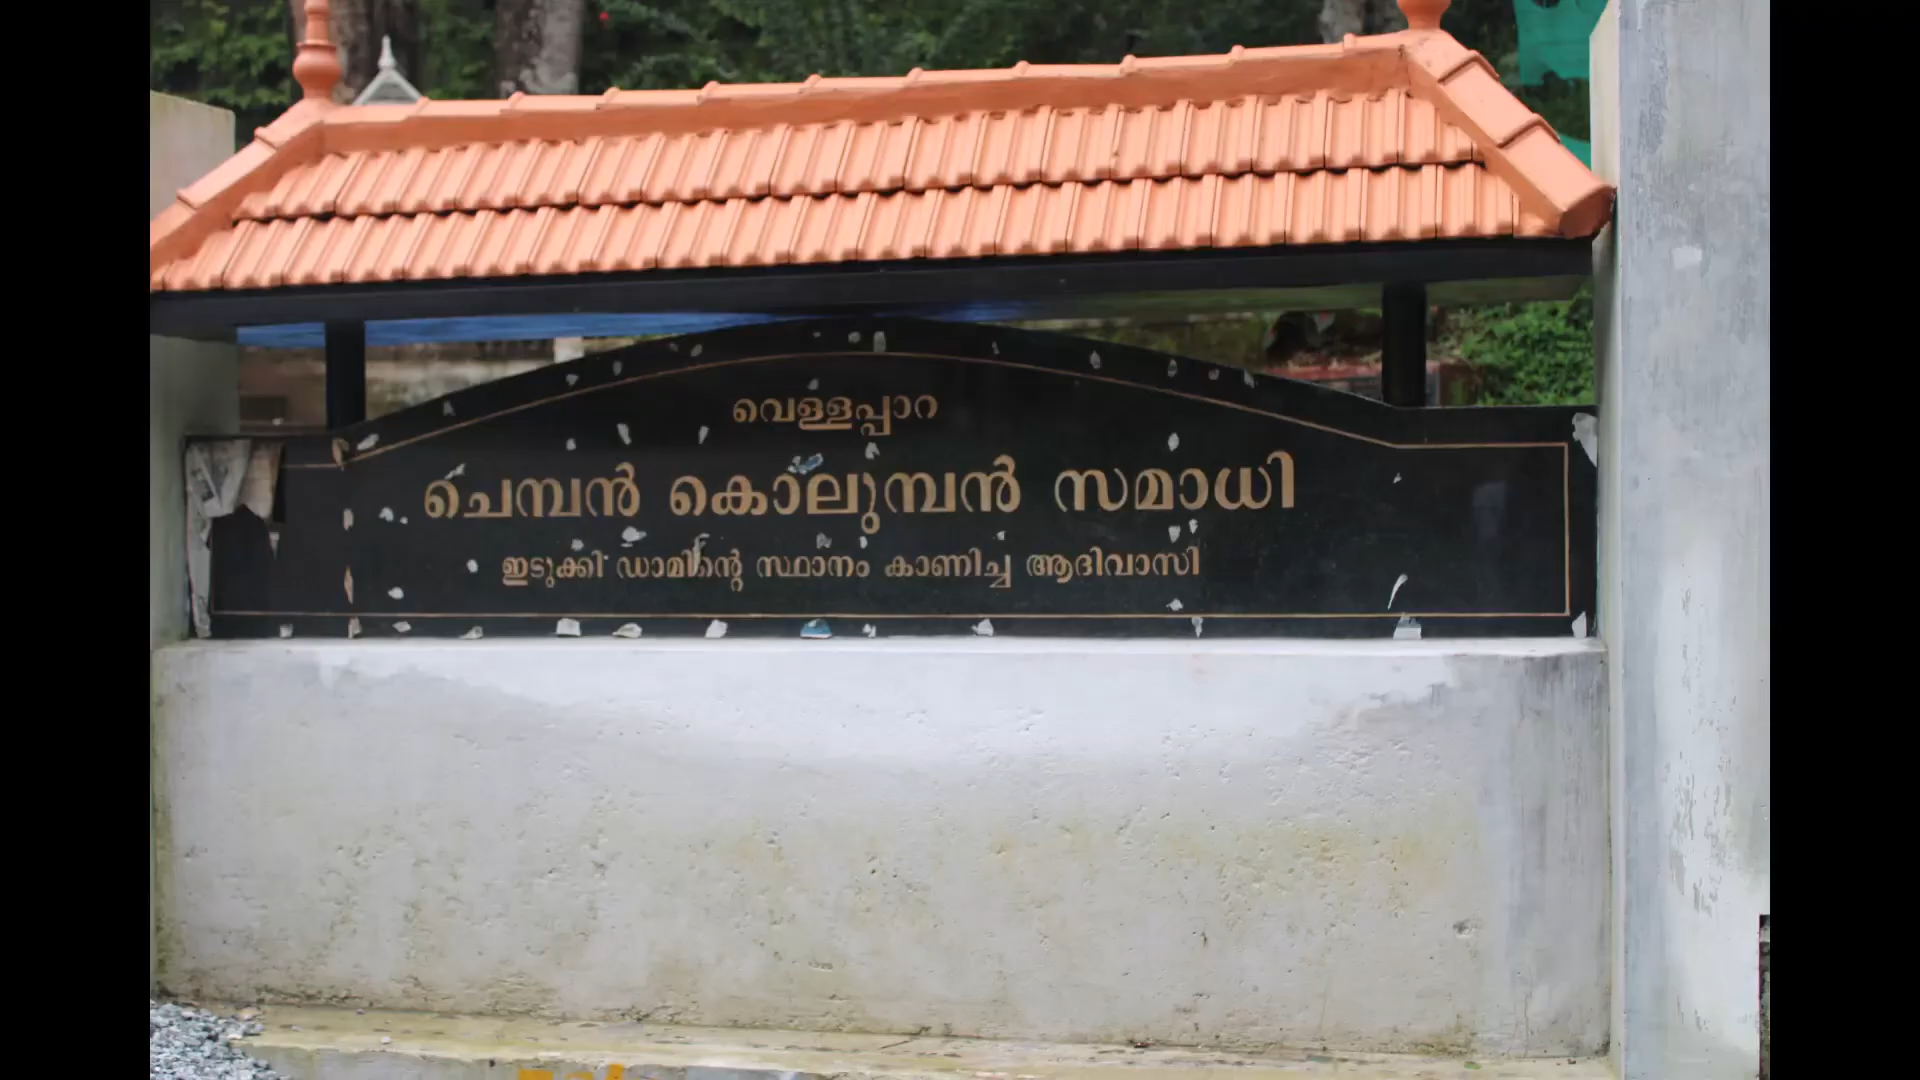 വെള്ളപ്പാറ
ചെമ്പൻ കൊലുമ്പൻ സമാധി
ഇടുക്കി ഡാമിന്റെ സ്ഥാനം കാണിച്ച ആദിവാസി